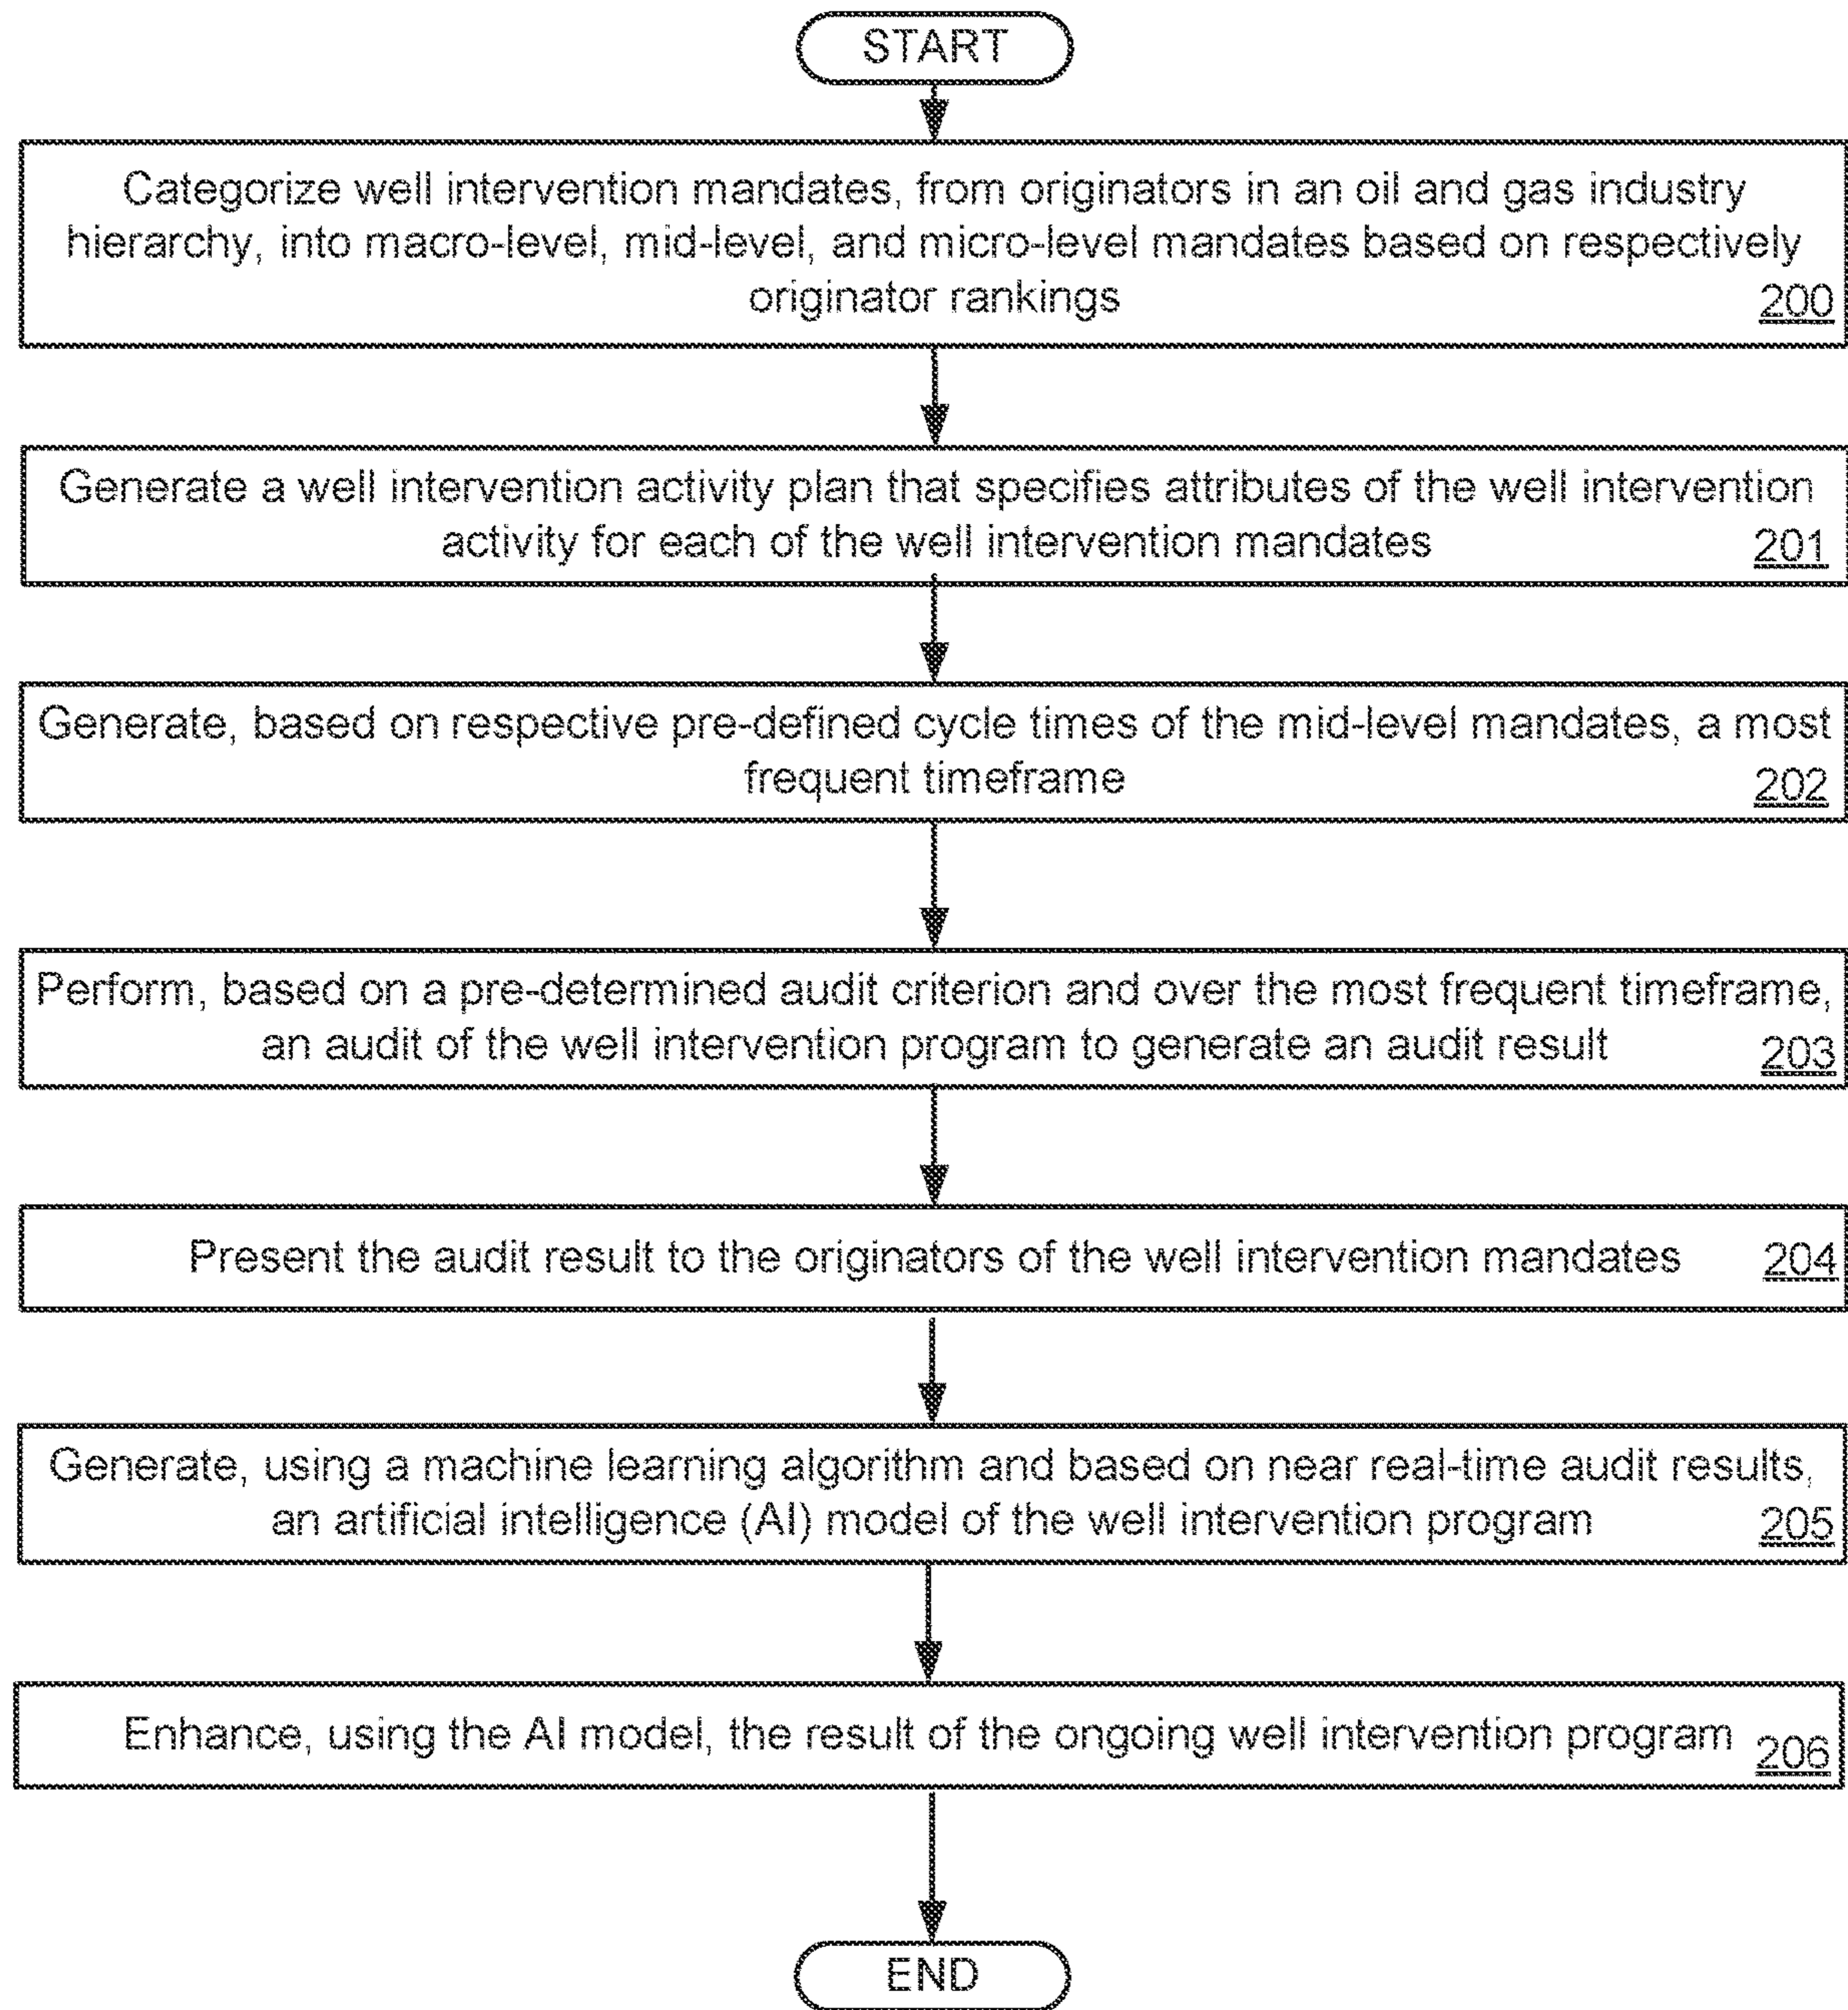 START
Categorize well intervention mandates, from originators in an oil and gas industry
hierarchy, into macro-level, mid-level, and micro-level mandates based on respectively
originator rankings
200
Generate a well intervention activity plan that specifies attributes of the well intervention
activity for each of the well intervention mandates
201
Generate, based on respective pre-defined cycle times of the mid-level mandates, a most
frequent timeframe
202
Perform, based on a pre-determined audit criterion and over the most frequent timeframe,
an audit of the well intervention program to generate an audit result
203
Present the audit result to the originators of the well intervention mandates
204
Generate, using a machine learning algorithm and based on near real-time audit results,
an artificial intelligence (AI) model of the well intervention program
205
Enhance, using the AI model, the result of the ongoing well intervention program
206
END